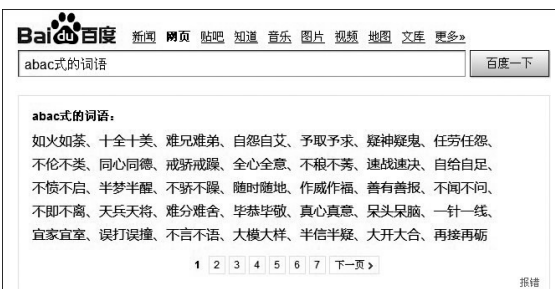 Bai du 百度 新闻 网页 贴吧 知道 音乐 图片 视频 地图 文库 更多»
abac式的词语 百度一下
abac式的词语：
如火如荼、十全十美、难兄难弟、自怨自艾、予取予求、疑神疑鬼、任劳任怨、
不伦不类、同心同德、戒骄戒躁、全心全意、不稂不莠、速战速决、自给自足、
不愤不启、半梦半醒、不骄不躁、随时随地、作威作福、善有善报、不闻不问、
不即不离、天兵天将、难分难舍、毕恭毕敬、真心真意、呆头呆脑、一针一线、
宜家宜室、误打误撞、不言不语、大模大样、半信半疑、大开大合、再接再砺
1 2 3 4 5 6 7 下一页 >
报错